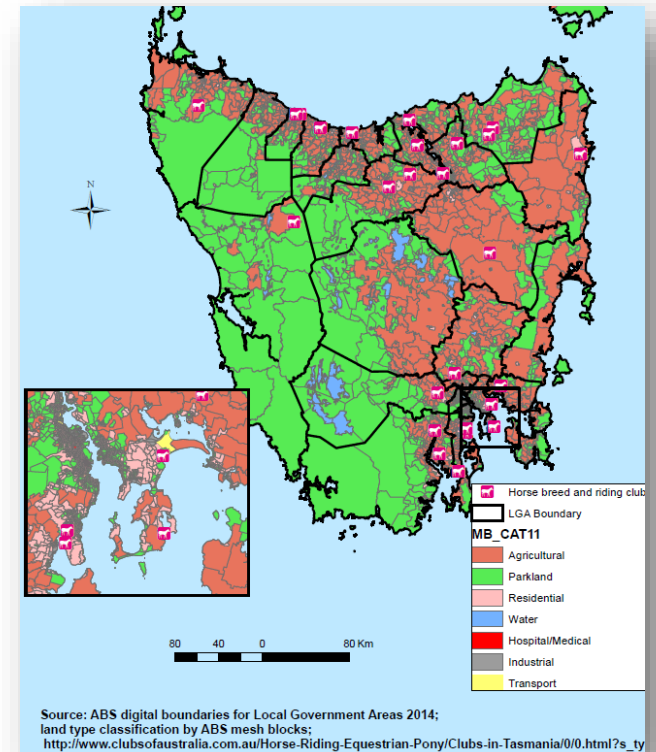 N
80 40 0 80 Km
Horse breed and riding club
LGA Boundary
MB_CAT11
Agricultural
Parkland
Residential
Water
Hospital/Medical
Industrial
Transport
Source: ABS digital boundaries for Local Government Areas 2014;
land type classification by ABS mesh blocks;
http://www.clubsofaustralia.com.au/Horse-Riding-Equestrian-Pony/Clubs-in-Tasmania/0/0.html?s_ty